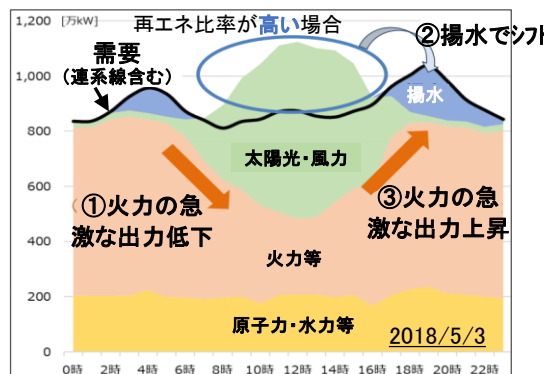 1,200 [万kW]
再エネ比率が高い場合
②揚水でシフト
需要
(連系線含む)
1,000
揚水
800
太陽光・風力
600
①火力の急
激な出力低下
③火力の急
激な出力上昇
400
火力等
200
原子力・水力等
2018/5/3
0
0時 2時 4時 6時 8時 10時 12時 14時 16時 18時 20時 22時